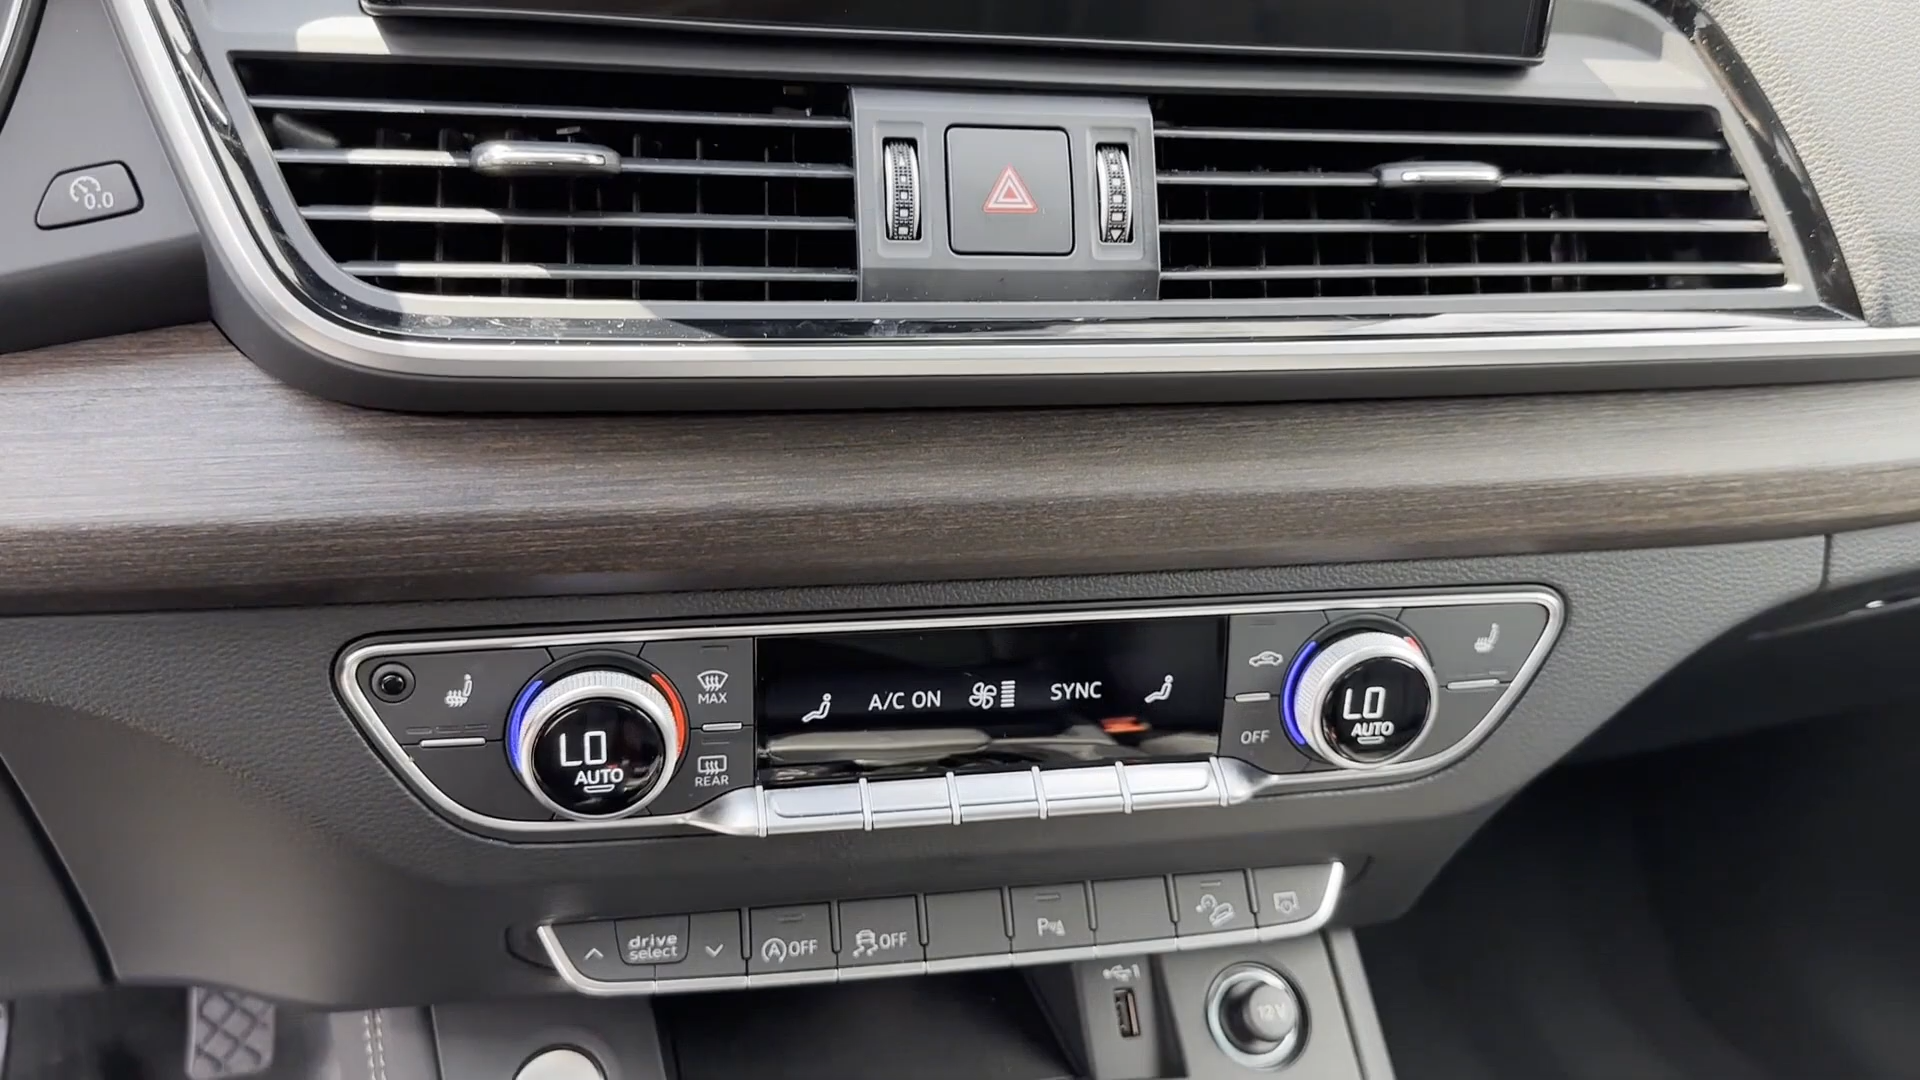 0.0
MAX
A/C ON
SYNC
LO
AUTO
REAR
LO
AUTO
OFF
drive
select
A OFF
OFF
P
12V